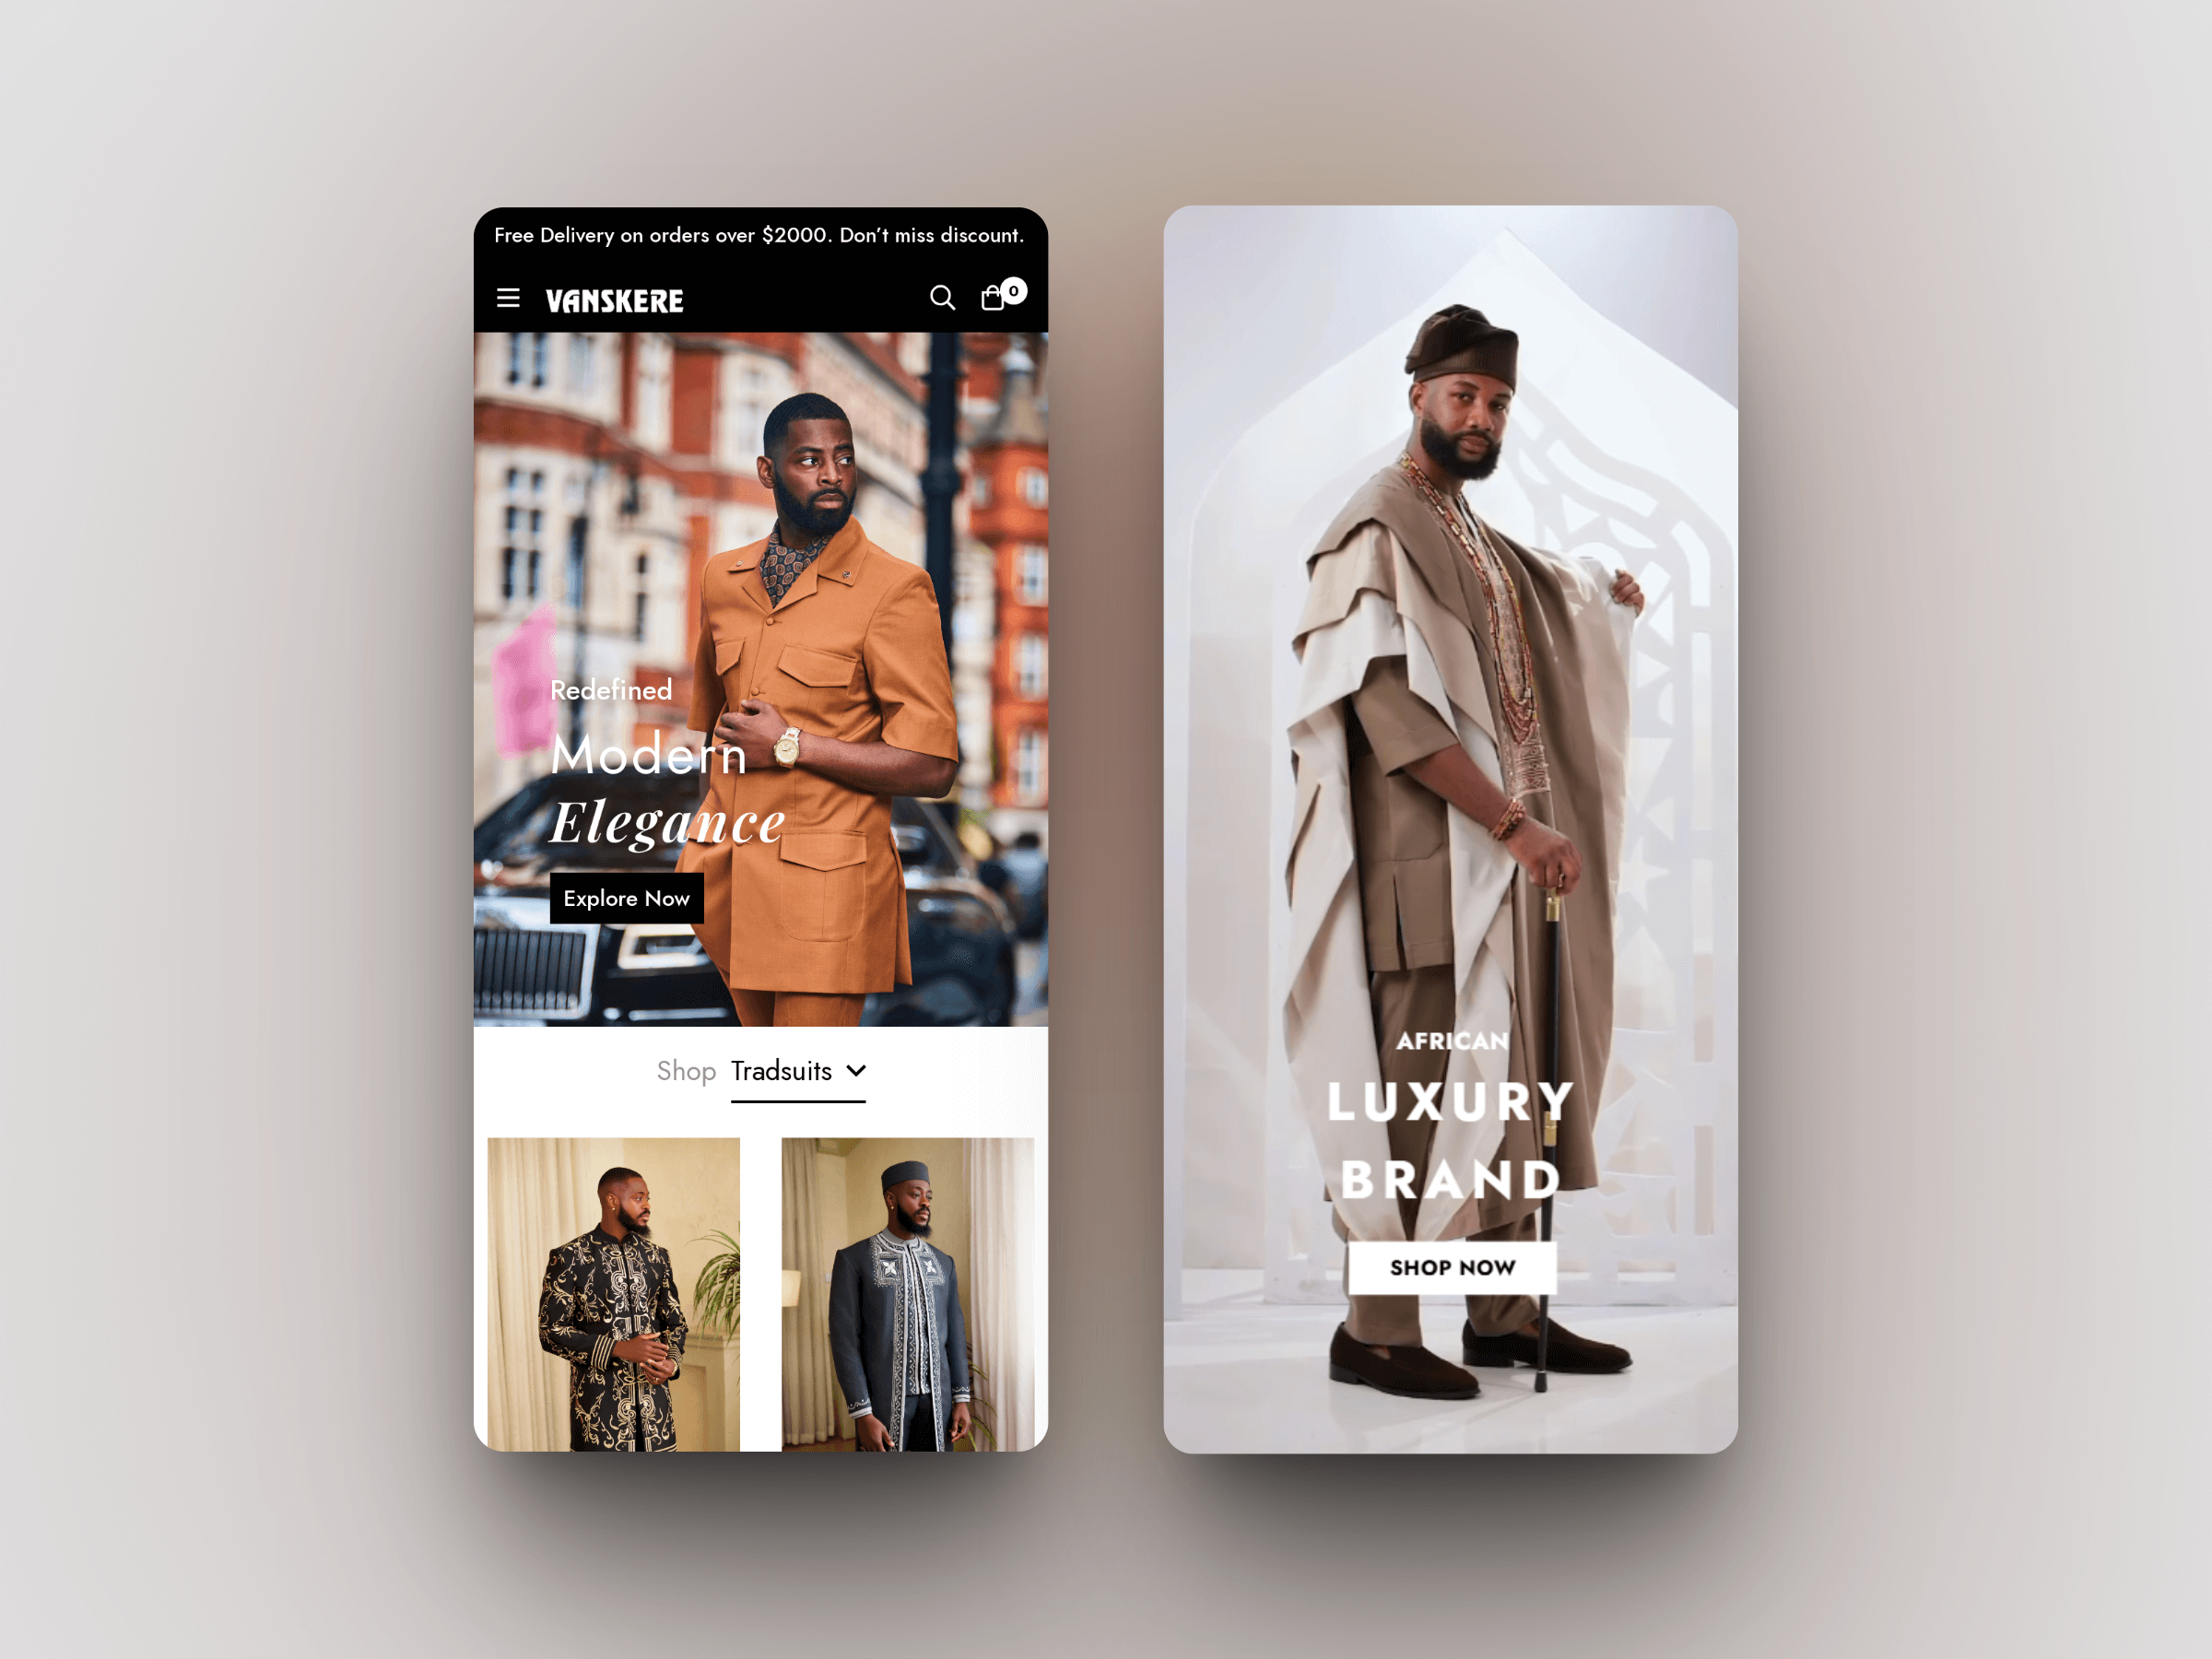 Free Delivery on orders over $2000. Don't miss discount.
VANSKERE
0
Redefined
Modern
Elegance
Explore Now
Shop Tradsuits
AFRICAN
LUXURY
BRAND
SHOP NOW